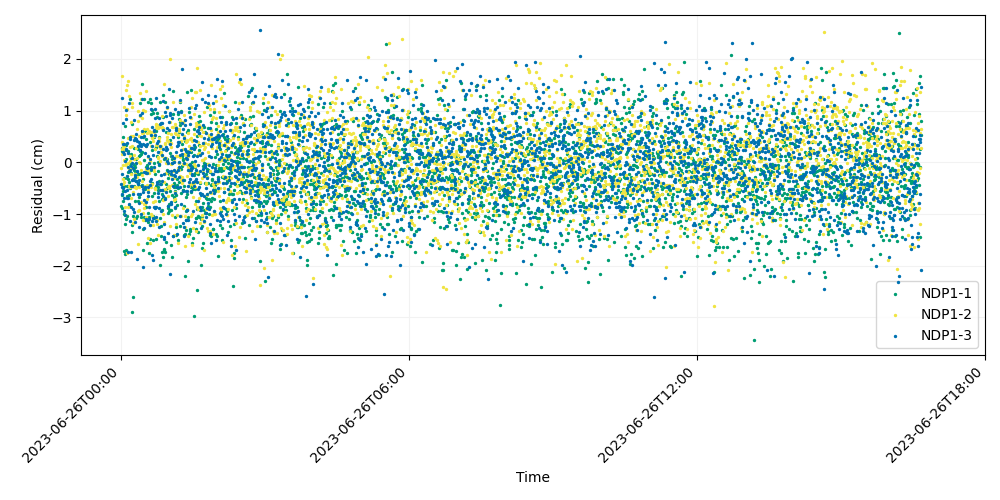 2
1
0
−1
−2
−3
Residual (cm)
NDP1-1
NDP1-2
NDP1-3
2023-06-26T00:00
2023-06-26T06:00
2023-06-26T12:00
2023-06-26T18:00
Time